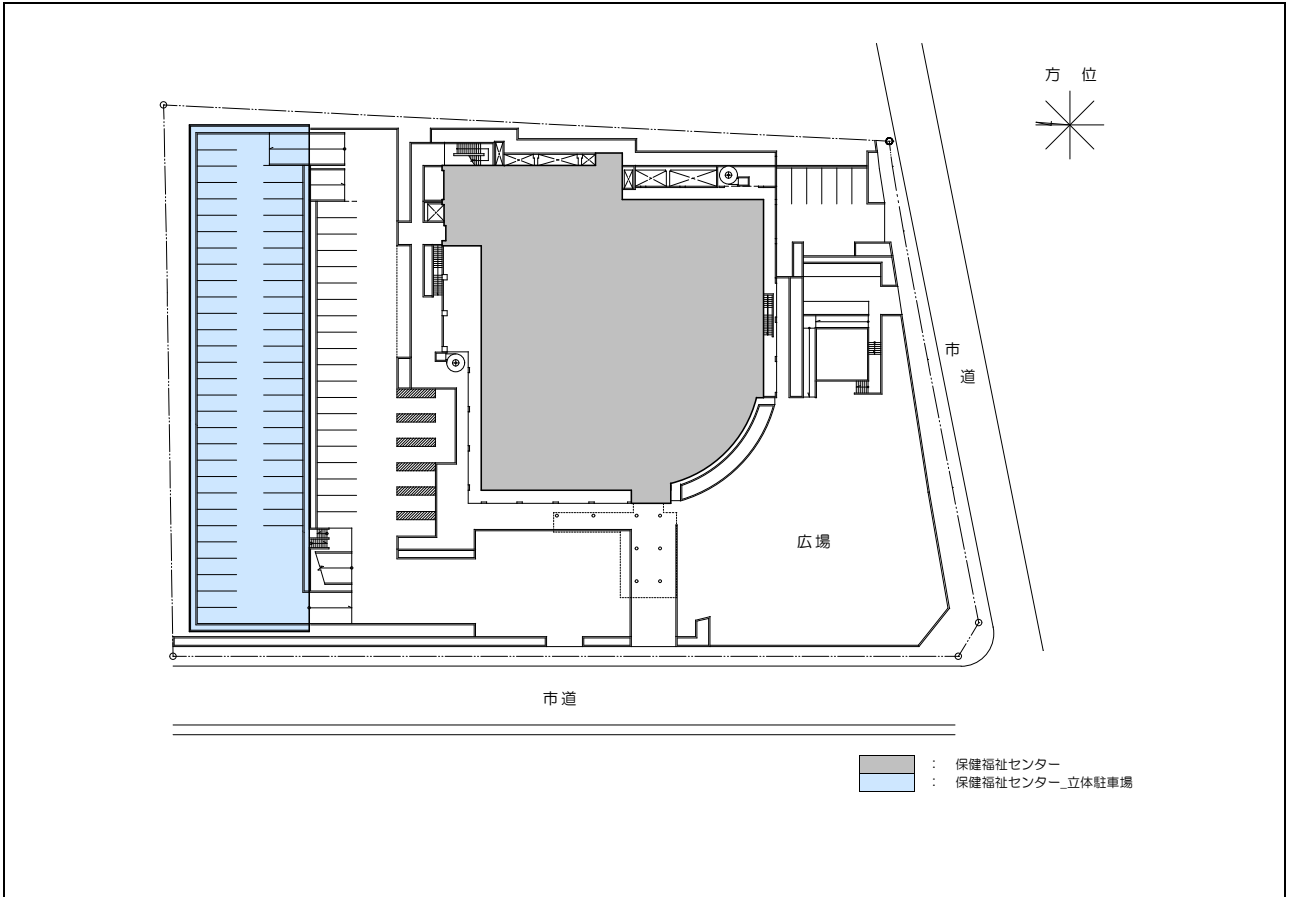 方 位
市
道
広場
市道
： 保健福祉センター
： 保健福祉センター_立体駐車場